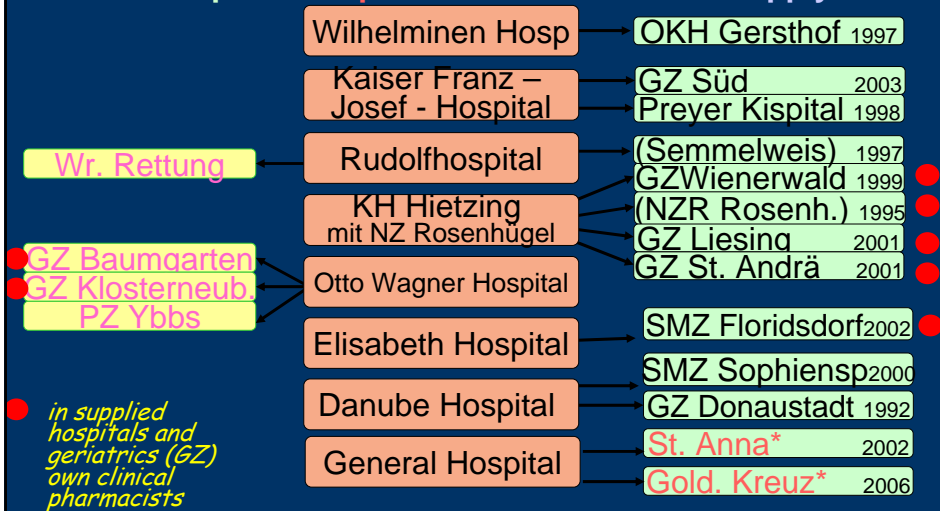 Wilhelminen Hosp
OKH Gersthof 1997
Kaiser Franz –
Josef - Hospital
GZ Süd 2003
Preyer Kispital 1998
Wr. Rettung
Rudolfhospital
(Semmelweis) 1997
GZWienerwald 1999
KH Hietzing
mit NZ Rosenhügel
(NZR Rosenh.) 1995
GZ Liesing 2001
GZ St. Andrä 2001
GZ Baumgarten
GZ Klosterneub.
PZ Ybbs
Otto Wagner Hospital
Elisabeth Hospital
SMZ Floridsdorf2002
SMZ Sophiensp2000
Danube Hospital
GZ Donaustadt 1992
General Hospital
St. Anna* 2002
Gold. Kreuz* 2006
in supplied
hospitals and
geriatrics (GZ)
own clinical
pharmacists